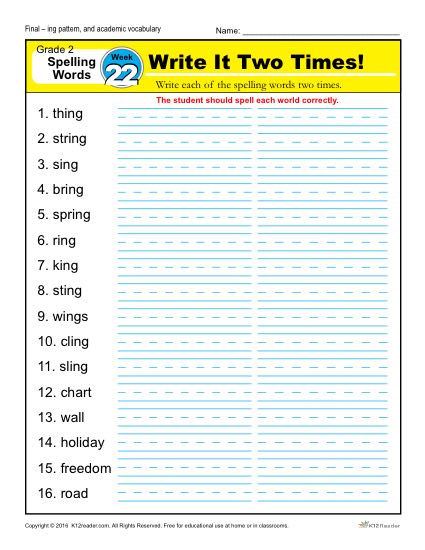 Final – ing pattern, and academic vocabulary
Name: ___________________________
Grade 2
Spelling
Words
Week
22
Write It Two Times!
Write each of the spelling words two times.
The student should spell each world correctly.
1. thing
2. string
3. sing
4. bring
5. spring
6. ring
7. king
8. sting
9. wings
10. cling
11. sling
12. chart
13. wall
14. holiday
15. freedom
16. road
Copyright © 2016 K12reader.com. All Rights Reserved. Free for educational use at home or in classrooms.
K12Reader